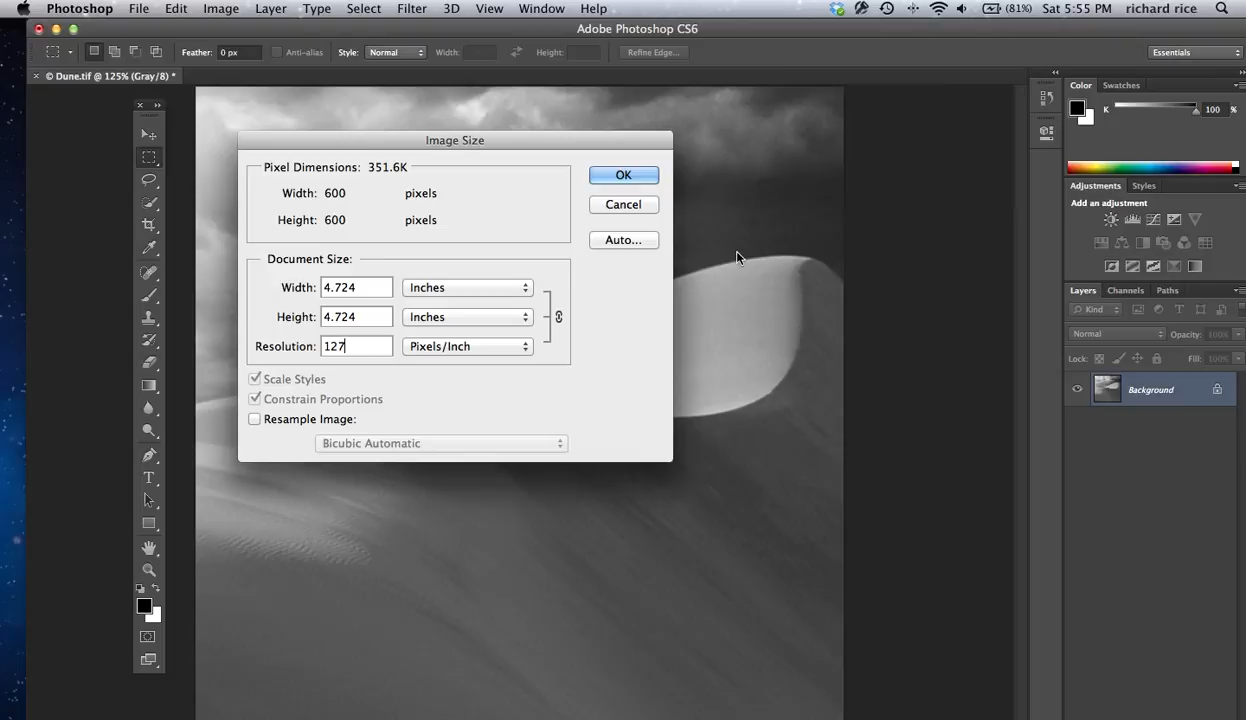 Photoshop File Edit Image Layer Type Select Filter 3D View Window Help (81%) Sat 5:55 PM richard rice
Adobe Photoshop CS6
Feather: 0 px Anti-alias Style: Normal Width: Height: Refine Edge... Essentials
© Dune.tif @ 125% (Gray/8) *
Color Swatches
K 100 %
Image Size
Pixel Dimensions: 351.6K
Width: 600 pixels
Height: 600 pixels
OK
Cancel
Auto...
Document Size:
Width: 4.724 Inches
Height: 4.724 Inches
Resolution: 127 Pixels/Inch
Scale Styles
Constrain Proportions
Resample Image:
Bicubic Automatic
Adjustments Styles
Add an adjustment
Layers Channels Paths
Kind
Normal Opacity: 100%
Lock: Fill: 100%
Background